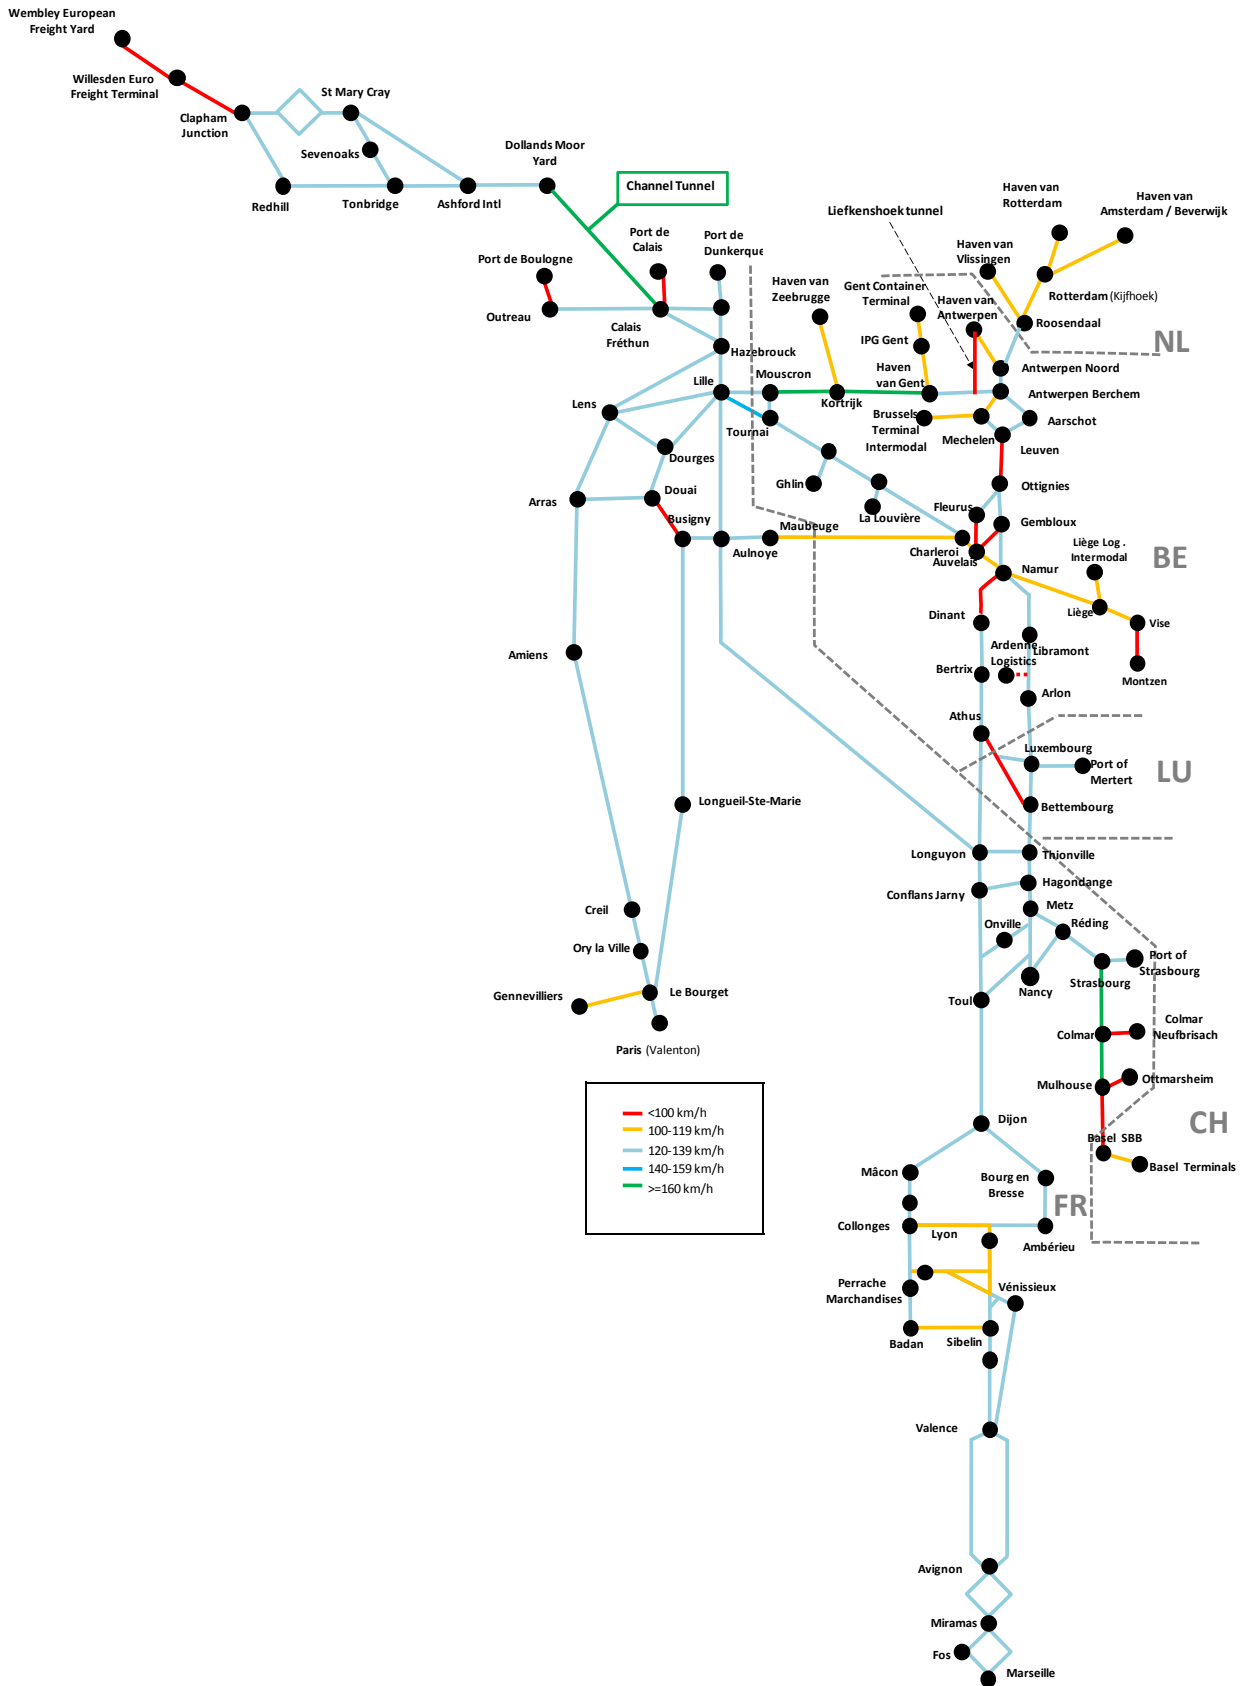 Wembley European
Freight Yard
Willesden Euro
Freight Terminal
St Mary Cray
Clapham
Junction
Sevenoaks
Dollands Moor
Yard
Redhill
Tonbridge
Ashford Intl
Channel Tunnel
Liefkenshoek tunnel
Haven van
Rotterdam
Haven van
Amsterdam / Beverwijk
Port de
Calais
Port de
Dunkerque
Port de Boulogne
Haven van
Zeebrugge
Gent Container
Terminal
Haven van
Vlissingen
Haven van
Antwerpen
Rotterdam (Kijfhoek)
Outreau
Calais
Fréthun
IPG Gent
Roosendaal
NL
Hazebrouck
Lille
Mouscron
Haven
van Gent
Antwerpen Noord
Antwerpen Berchem
Kortrijk
Lens
Tournai
Brussels
Terminal
Intermodal
Mechelen
Aarschot
Leuven
Dourges
Ghlin
Ottignies
Arras
Douai
La Louvière
Fleurus
Busigny
Maubeuge
Gembloux
Aulnoye
Charleroi
Auvelais
Liège Log .
Intermodal
BE
Namur
Liège
Vise
Dinant
Ardenne
Logistics
Libramont
Amiens
Bertrix
Montzen
Arlon
Athus
Luxembourg
Port of
Mertert
LU
Longueil-Ste-Marie
Bettembourg
Longuyon
Thionville
Conflans Jarny
Hagondange
Metz
Creil
Onville
Réding
Ory la Ville
Port of
Strasbourg
Strasbourg
Gennevilliers
Le Bourget
Toul
Nancy
Colmar
Colmar
Neufbrisach
Paris (Valenton)
Mulhouse
Ottmarsheim
<100 km/h
100-119 km/h
120-139 km/h
140-159 km/h
>=160 km/h
CH
Dijon
Basel SBB
Basel Terminals
Mâcon
Bourg en
Bresse
FR
Collonges
Lyon
Ambérieu
Perrache
Marchandises
Vénissieux
Badan
Sibelin
Valence
Avignon
Miramas
Fos
Marseille